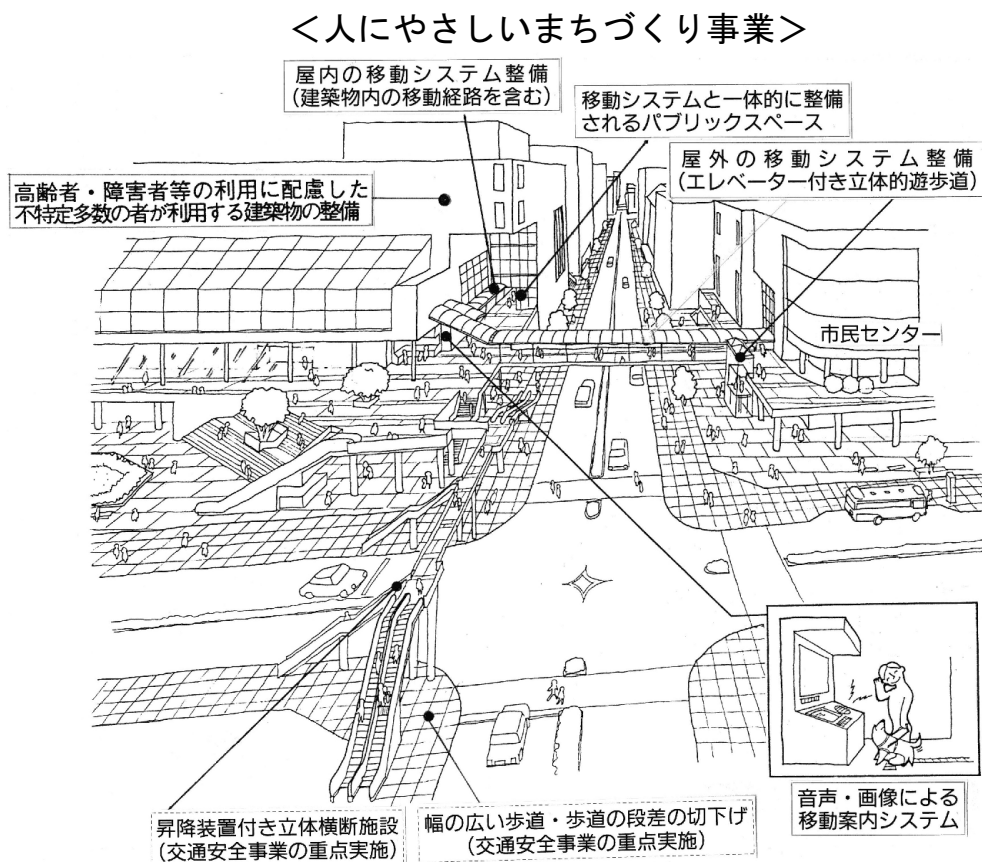 ＜人にやさしいまちづくり事業＞
屋内の移動システム整備
(建築物内の移動経路を含む)
移動システムと一体的に整備
されるパブリックスペース
屋外の移動システム整備
(エレベーター付き立体的遊歩道)
高齢者・障害者等の利用に配慮した
不特定多数の者が利用する建築物の整備
市民センター
音声・画像による
移動案内システム
昇降装置付き立体横断施設
(交通安全事業の重点実施)
幅の広い歩道・歩道の段差の切下げ
(交通安全事業の重点実施)